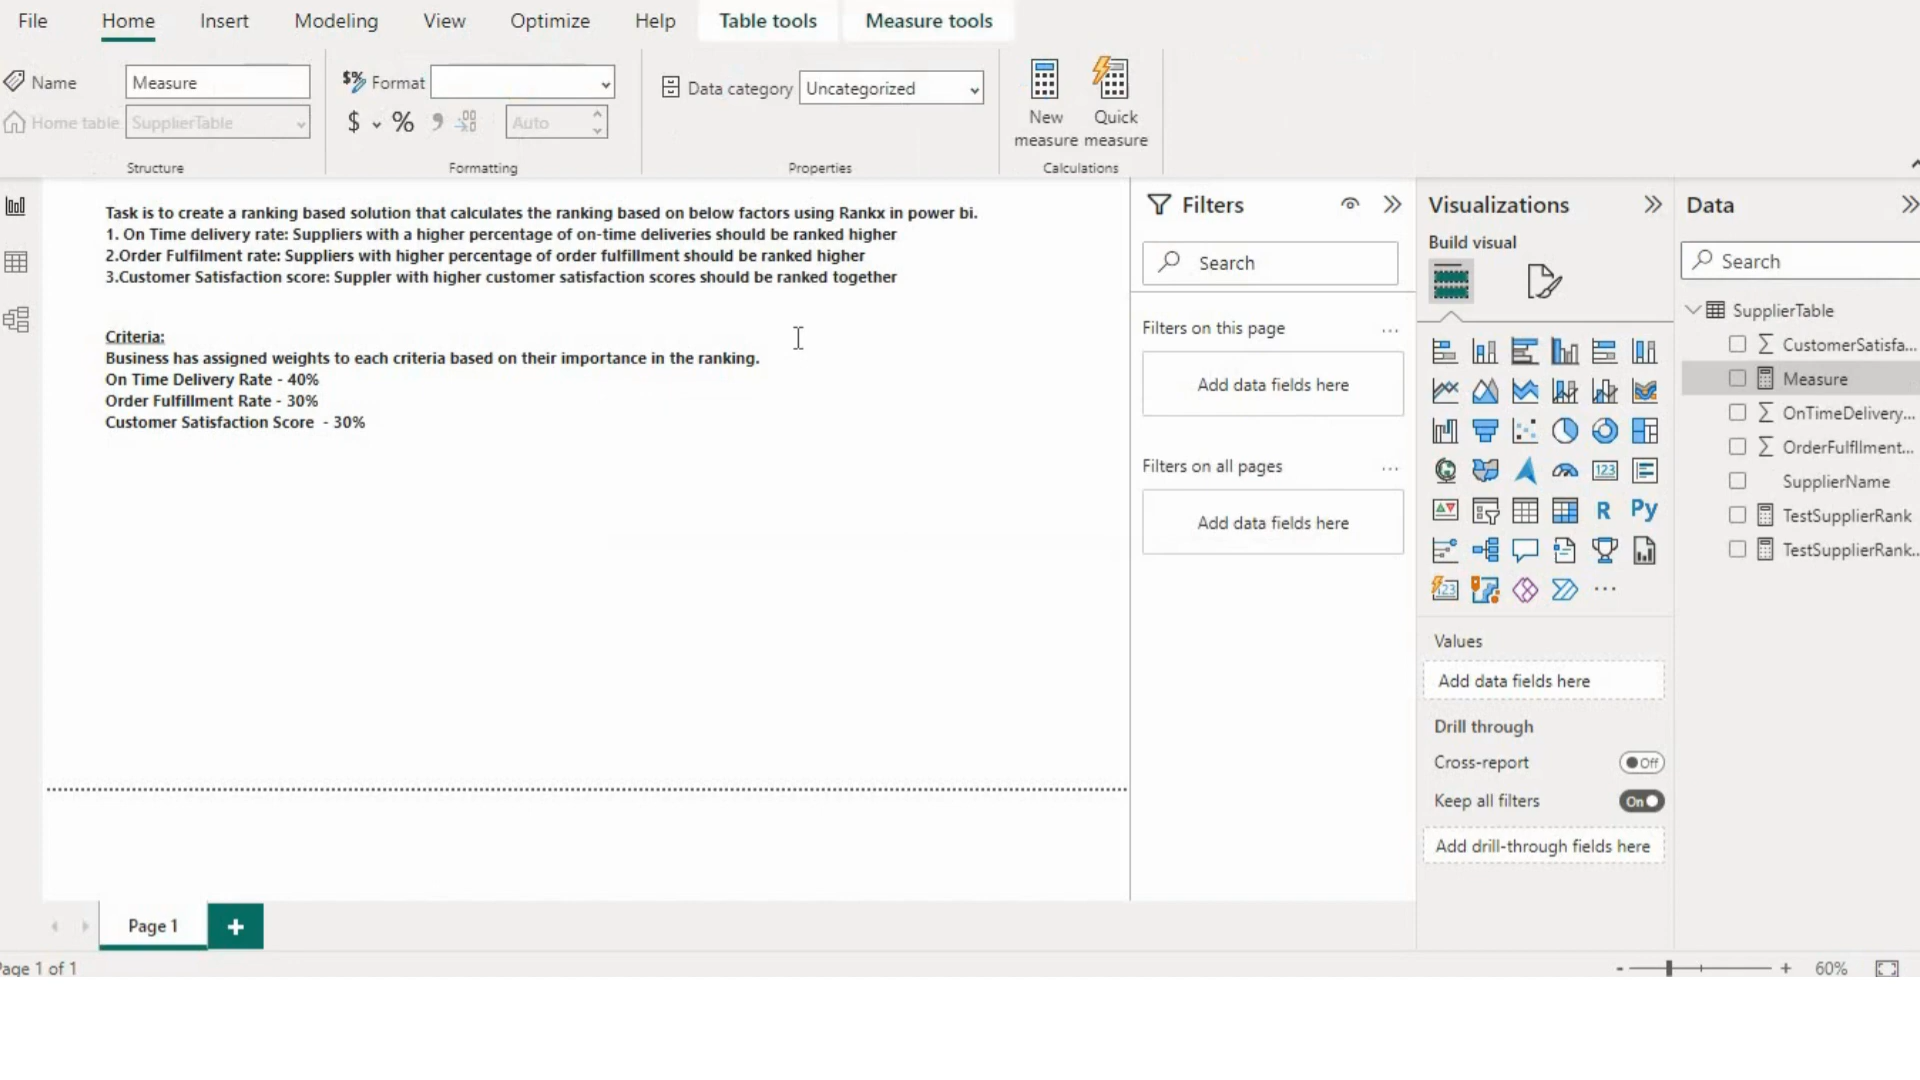 File Home Insert Modeling View Optimize Help Table tools Measure tools
Name Measure
Home table SupplierTable
Structure
$% Format
$ % Auto
Formatting
Data category Uncategorized
Properties
New measure
Quick measure
Calculations
Task is to create a ranking based solution that calculates the ranking based on below factors using Rankx in power bi.
1. On Time delivery rate: Suppliers with a higher percentage of on-time deliveries should be ranked higher
2.Order Fulfilment rate: Suppliers with higher percentage of order fulfillment should be ranked higher
3.Customer Satisfaction score: Suppler with higher customer satisfaction scores should be ranked together
Criteria:
Business has assigned weights to each criteria based on their importance in the ranking.
On Time Delivery Rate - 40%
Order Fulfillment Rate - 30%
Customer Satisfaction Score - 30%
Filters
Search
Filters on this page ...
Add data fields here
Filters on all pages ...
Add data fields here
Visualizations
Build visual
123
R Py
123
...
Values
Add data fields here
Drill through
Cross-report Off
Keep all filters On
Add drill-through fields here
Data
Search
SupplierTable
CustomerSatisfa...
Measure
OnTimeDelivery...
OrderFulfllment...
SupplierName
TestSupplierRank
TestSupplierRank...
Page 1 +
Page 1 of 1
- + 60%